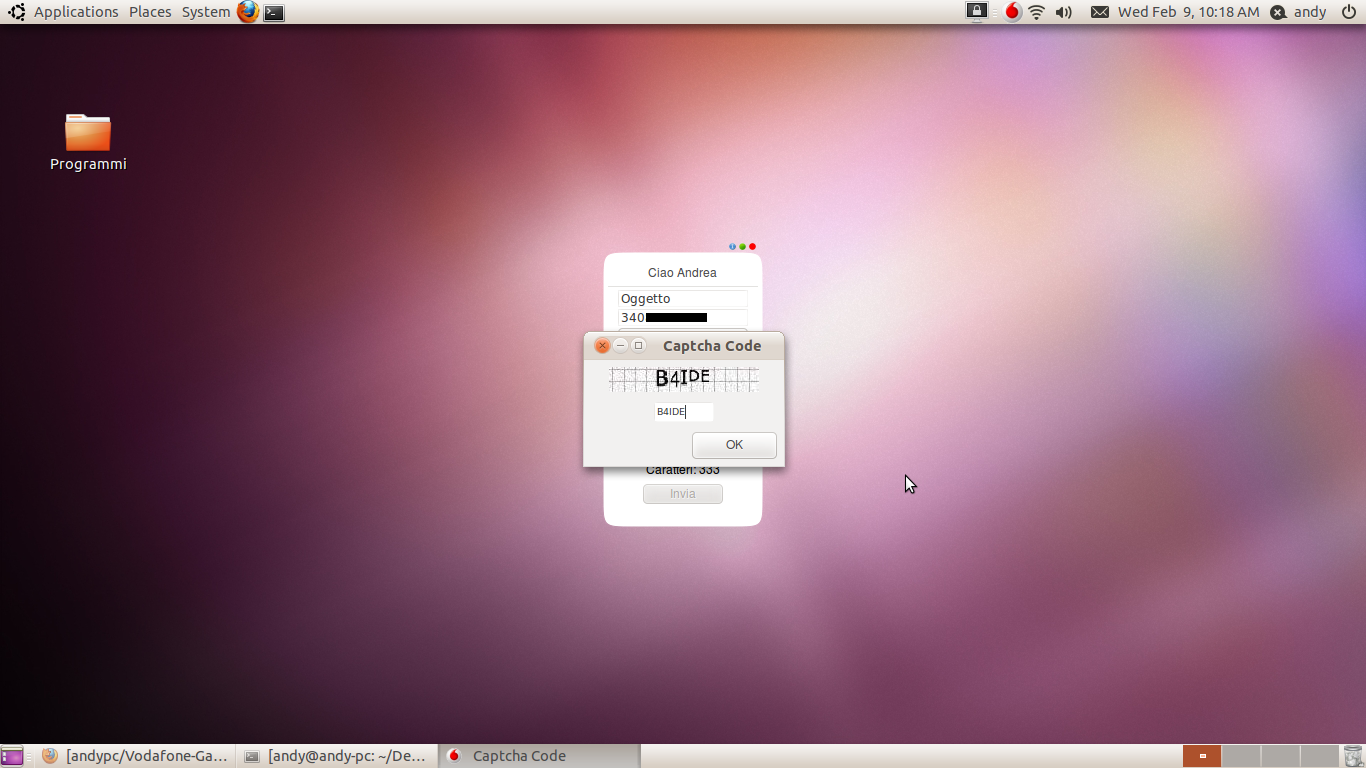 Applications Places System
Wed Feb 9, 10:18 AM andy
Programmi
Ciao Andrea
Oggetto
340
Captcha Code
B4IDE
B4IDE
OK
Caratteri: 333
Invia
[andypc/Vodafone-Ga... [andy@andy-pc: ~/De... Captcha Code